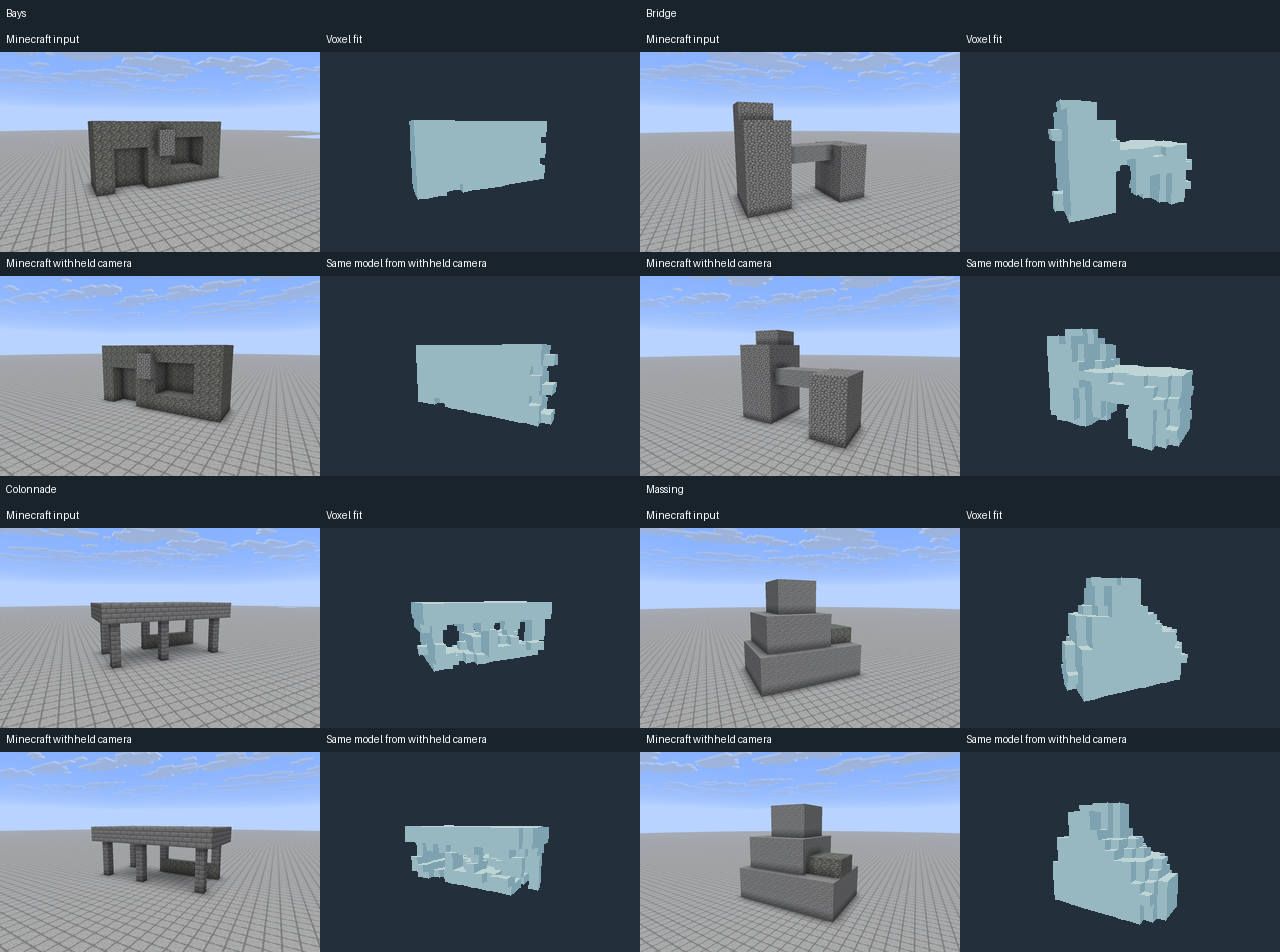 Bays
Minecraft input
Voxel fit
Minecraft withheld camera
Same model from withheld camera
Bridge
Minecraft input
Voxel fit
Minecraft withheld camera
Same model from withheld camera
Colonnade
Minecraft input
Voxel fit
Minecraft withheld camera
Same model from withheld camera
Massing
Minecraft input
Voxel fit
Minecraft withheld camera
Same model from withheld camera